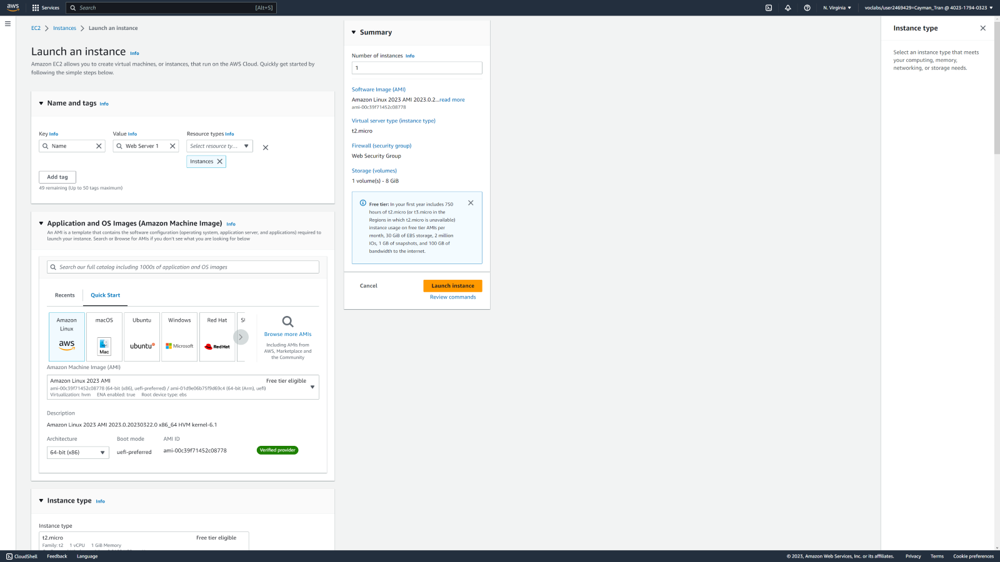 aws
Services
Search
[Alt+S]
N. Virginia
voclabs/user2469429=Cayman_Tran @ 4023-1794-0323
EC2
Instances
Launch an instance
Launch an instance Info
Amazon EC2 allows you to create virtual machines, or instances, that run on the AWS Cloud. Quickly get started by
following the simple steps below.
Name and tags Info
Key Info
Value Info
Resource types Info
Name
Web Server 1
Select resource ty...
Instances
Add tag
49 remaining (Up to 50 tags maximum)
Application and OS Images (Amazon Machine Image) Info
An AMI is a template that contains the software configuration (operating system, application server, and applications) required to
launch your instance. Search or Browse for AMIs if you don't see what you are looking for below
Search our full catalog including 1000s of application and OS images
Recents
Quick Start
Amazon
Linux
aws
macOS
Mac
Ubuntu
ubuntu
Windows
Microsoft
Red Hat
Red Hat
Browse more AMIs
Including AMIs from
AWS, Marketplace and
the Community
Amazon Machine Image (AMI)
Amazon Linux 2023 AMI
Free tier eligible
ami-00c39f71452c08778 (64-bit (x86), uefi-preferred) / ami-01d9e06b75f9d69c4 (64-bit (Arm), uefi)
Virtualization: hvm ENA enabled: true Root device type: ebs
Description
Amazon Linux 2023 AMI 2023.0.20230322.0 x86_64 HVM kernel-6.1
Architecture
Boot mode
AMI ID
64-bit (x86)
uefi-preferred
ami-00c39f71452c08778
Verified provider
Instance type Info
Instance type
t2.micro
Free tier eligible
Family: t2 1 vCPU 1 GiB Memory
Summary
Number of instances Info
1
Software Image (AMI)
Amazon Linux 2023 AMI 2023.0.2...read more
ami-00c39f71452c08778
Virtual server type (instance type)
t2.micro
Firewall (security group)
Web Security Group
Storage (volumes)
1 volume(s) - 8 GiB
Free tier: In your first year includes 750
hours of t2.micro (or t3.micro in the
Regions in which t2.micro is unavailable)
instance usage on free tier AMIs per
month, 30 GiB of EBS storage, 2 million
IOs, 1 GB of snapshots, and 100 GB of
bandwidth to the internet.
Cancel
Launch instance
Review commands
Instance type
Select an instance type that meets
your computing, memory,
networking, or storage needs.
CloudShell
Feedback
Language
© 2023, Amazon Web Services, Inc. or its affiliates.
Privacy
Terms
Cookie preferences